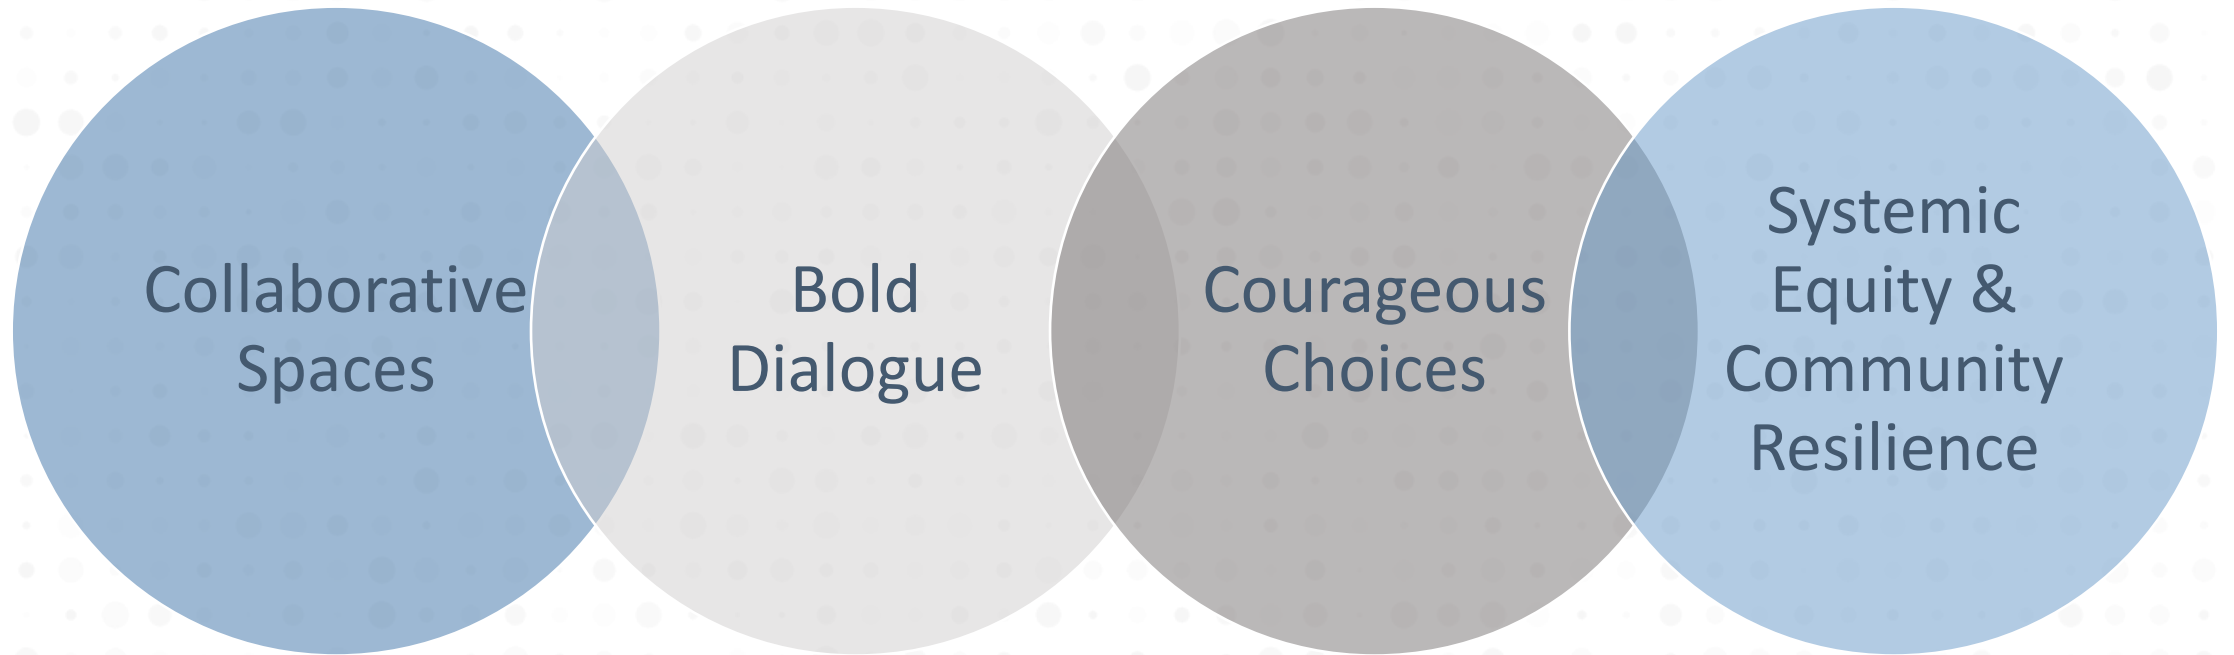 Collaborative
Spaces
Bold
Dialogue
Courageous
Choices
Systemic
Equity &
Community
Resilience